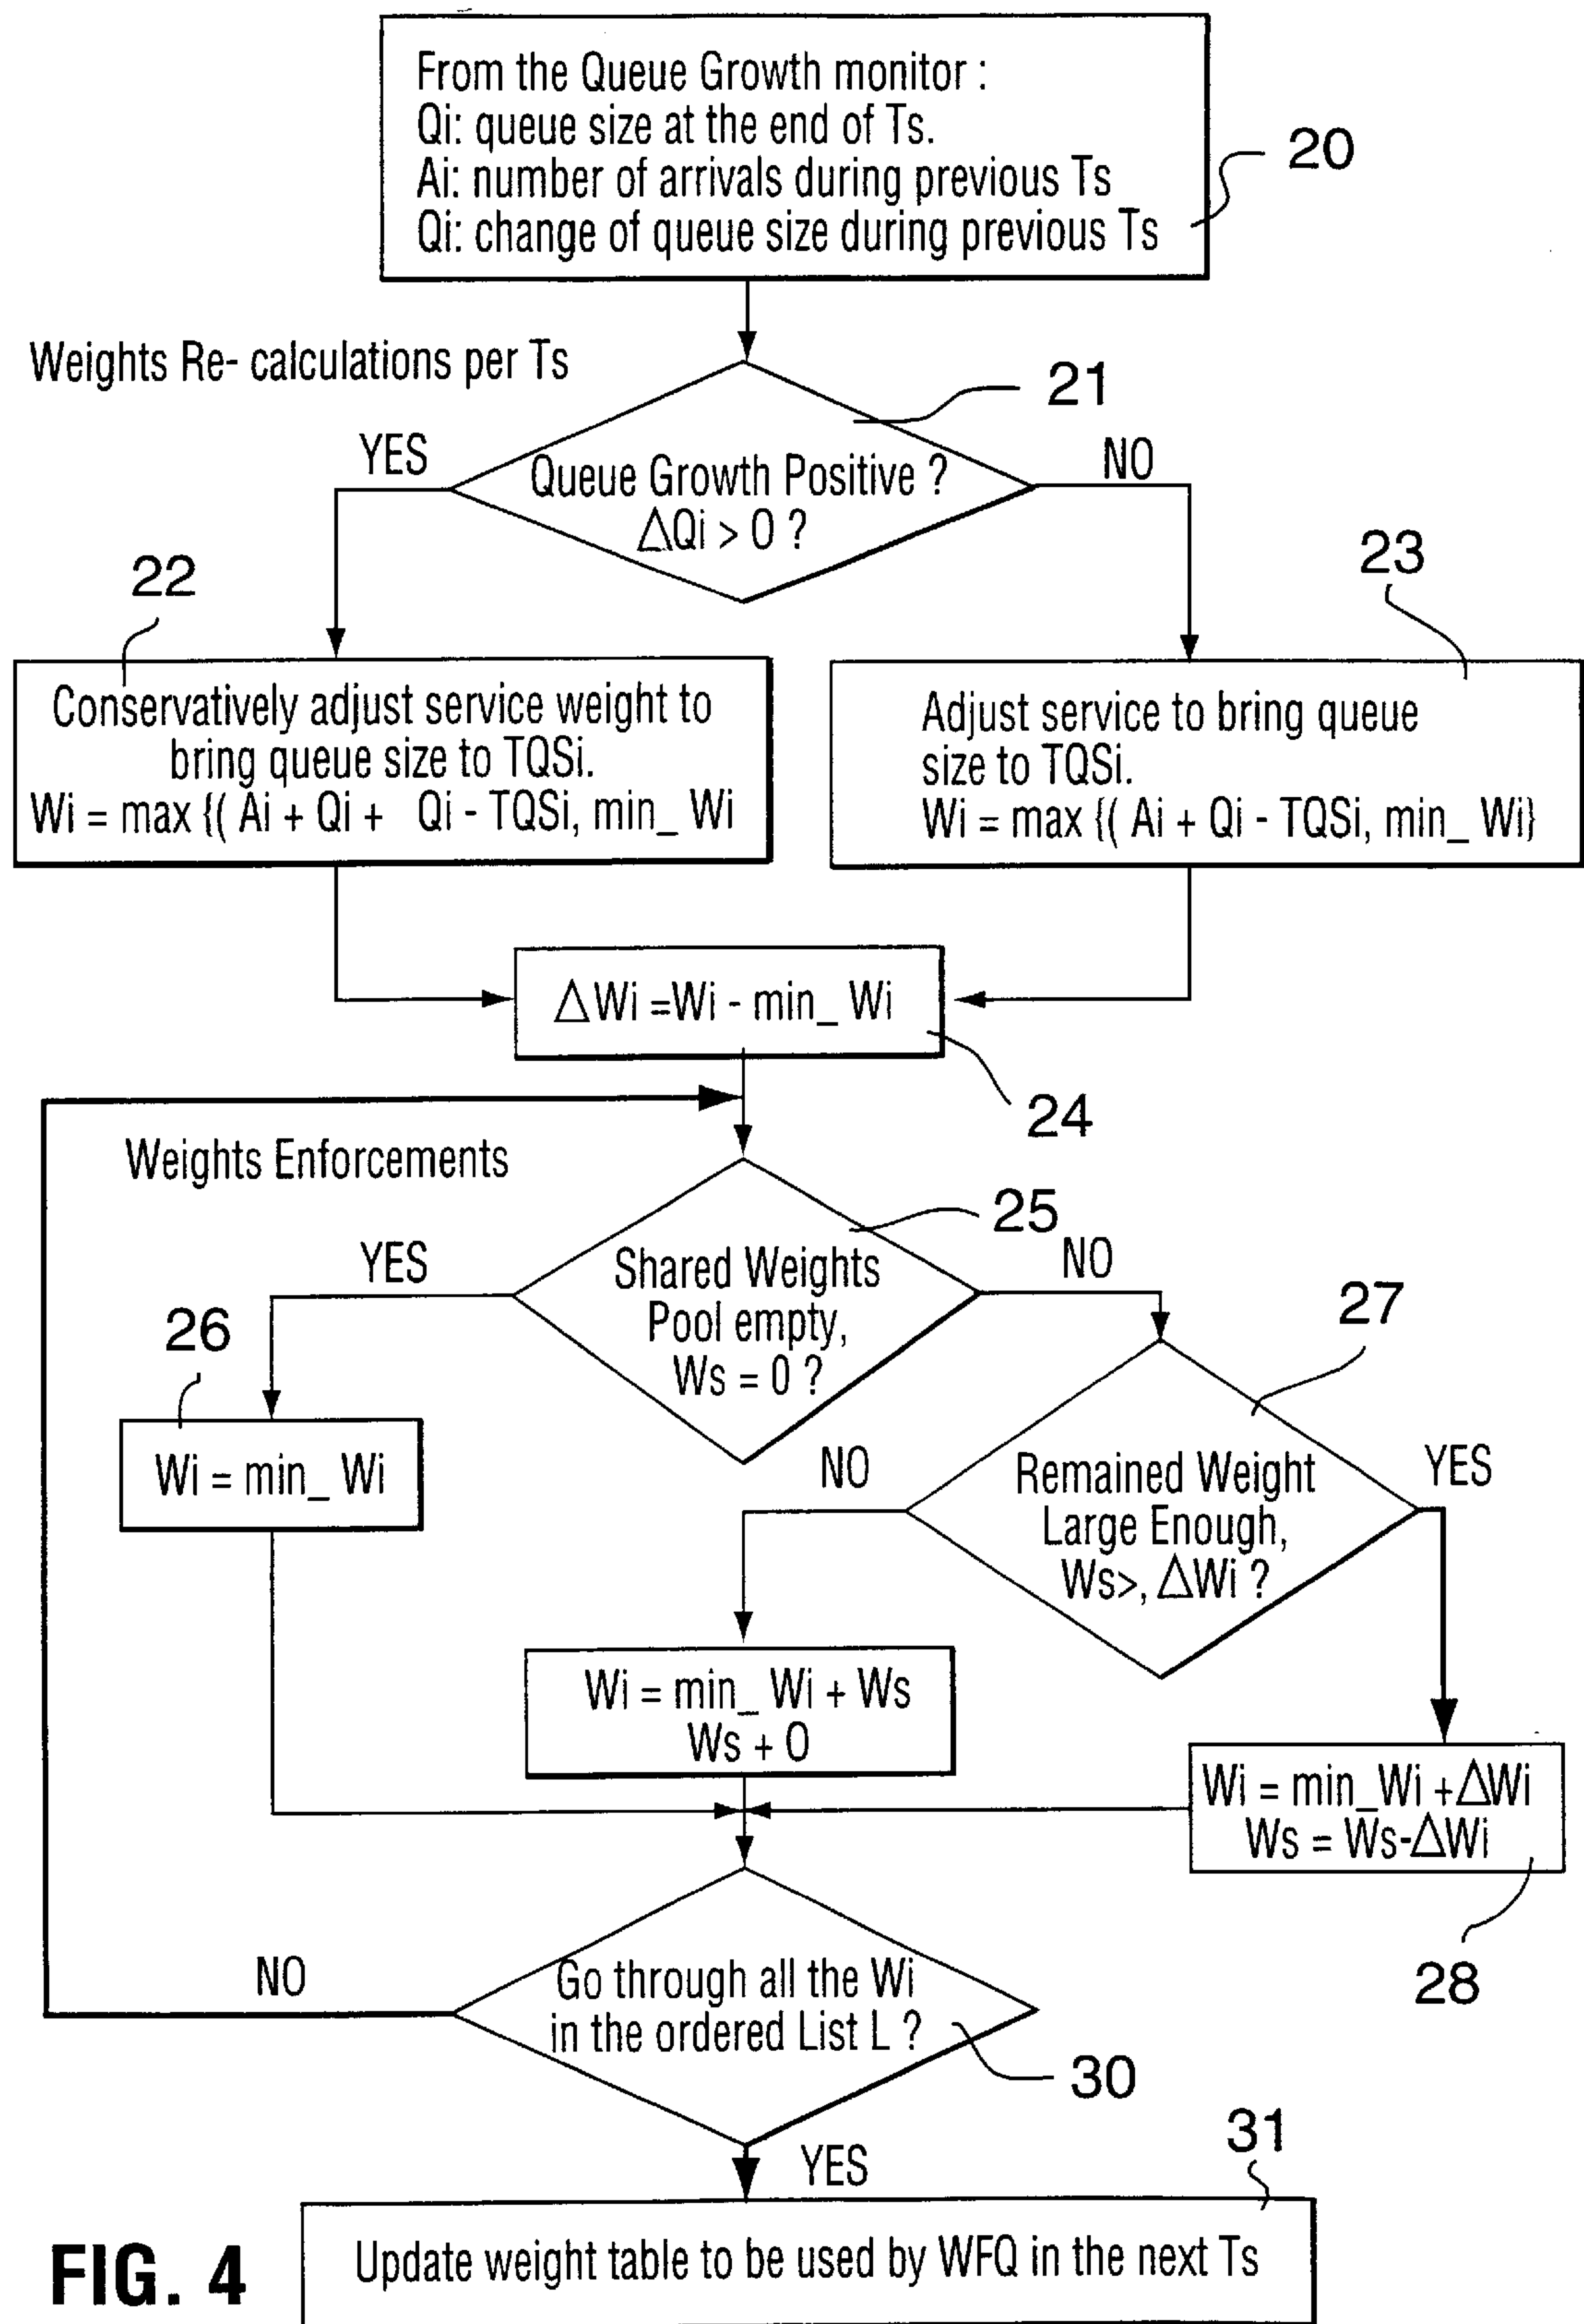 From the Queue Growth monitor :
Qi: queue size at the end of Ts.
Ai: number of arrivals during previous Ts
Qi: change of queue size during previous Ts
20
Weights Re- calculations per Ts
21
YES
Queue Growth Positive ?
ΔQi > 0 ?
NO
22
23
Conservatively adjust service weight to
bring queue size to TQSi.
Wi = max {( Ai + Qi + Qi - TQSi, min_ Wi
Adjust service to bring queue
size to TQSi.
Wi = max {( Ai + Qi - TQSi, min_ Wi}
ΔWi =Wi - min_ Wi
24
Weights Enforcements
25
YES
Shared Weights
Pool empty,
Ws = 0 ?
NO
26
27
Wi = min_ Wi
NO
Remained Weight
Large Enough,
Ws>, ΔWi ?
YES
Wi = min_ Wi + Ws
Ws + 0
Wi = min_Wi +ΔWi
Ws = Ws-ΔWi
28
NO
Go through all the Wi
in the ordered List L ?
30
YES
31
Update weight table to be used by WFQ in the next Ts
FIG. 4